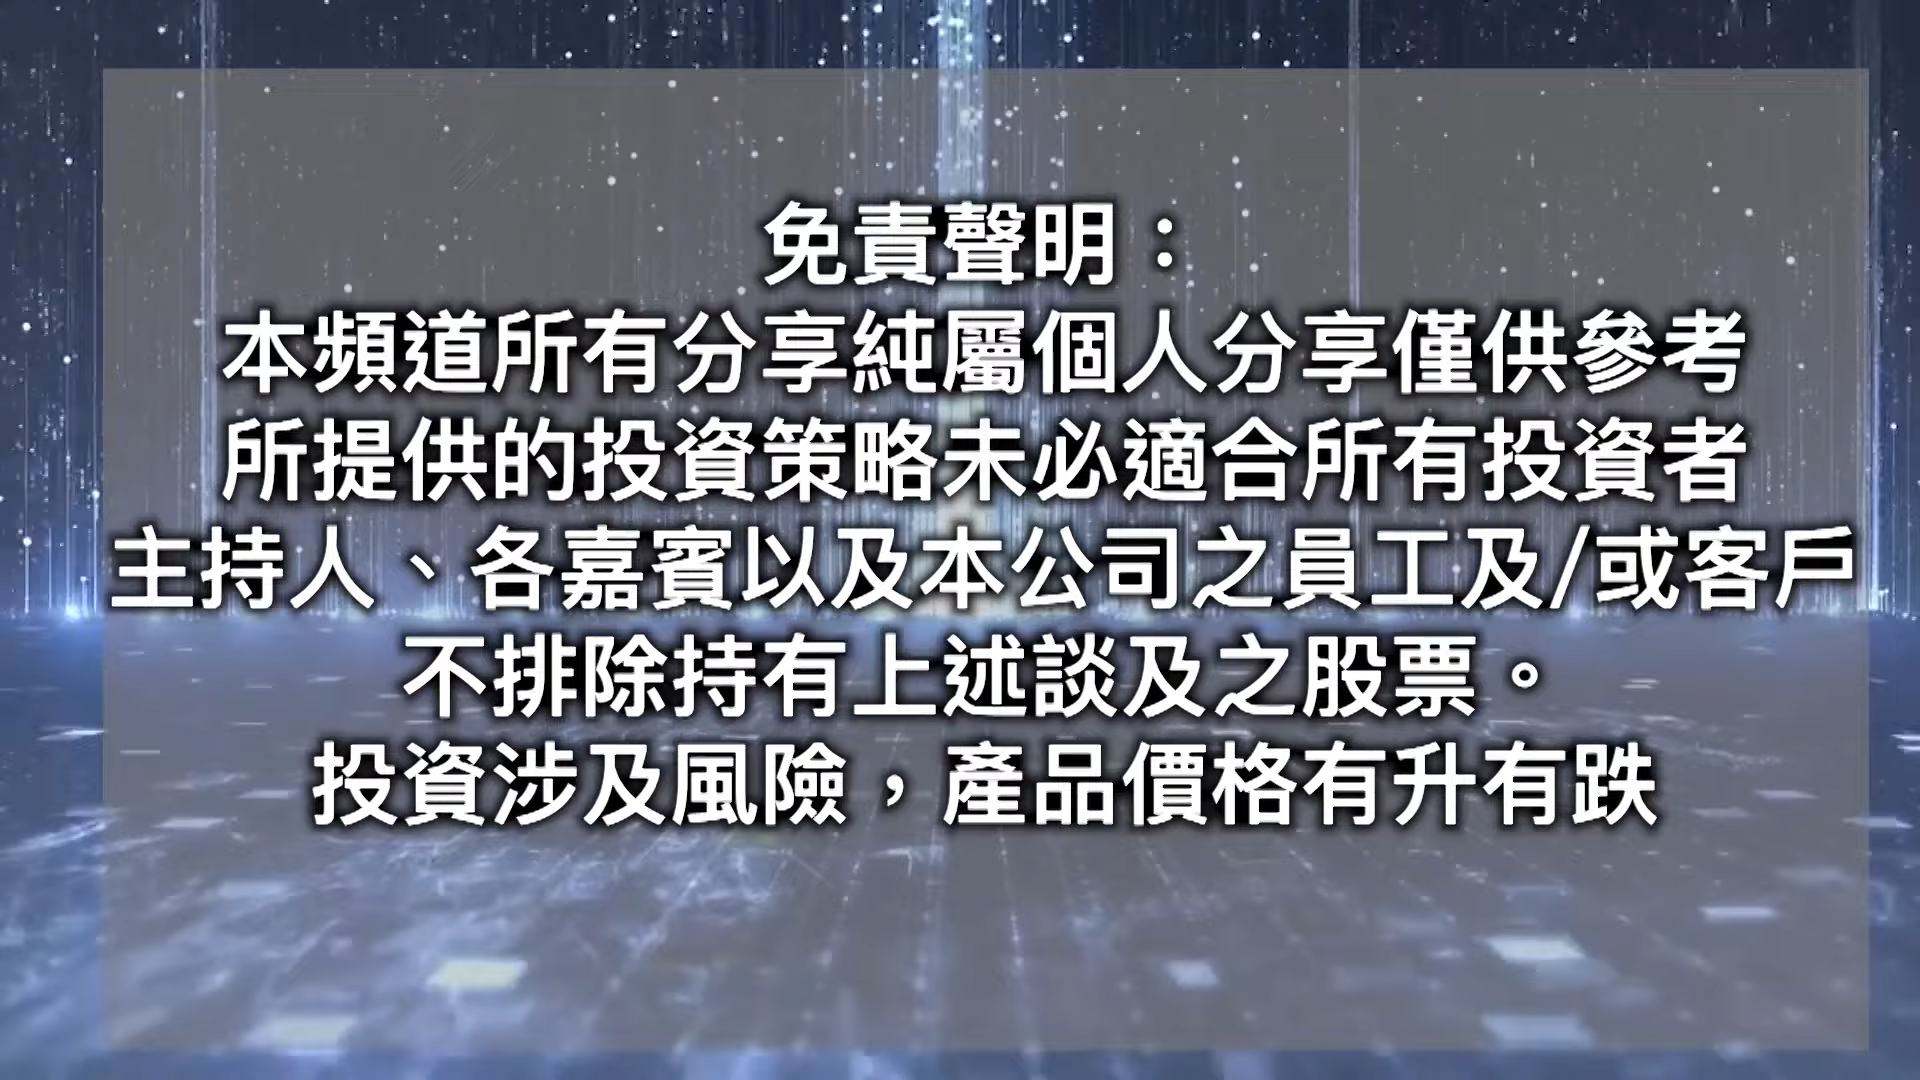 免責聲明：
本頻道所有分享純屬個人分享僅供參考
所提供的投資策略未必適合所有投資者
主持人、各嘉賓以及本公司之員工及/或客戶
不排除持有上述談及之股票。
投資涉及風險，產品價格有升有跌